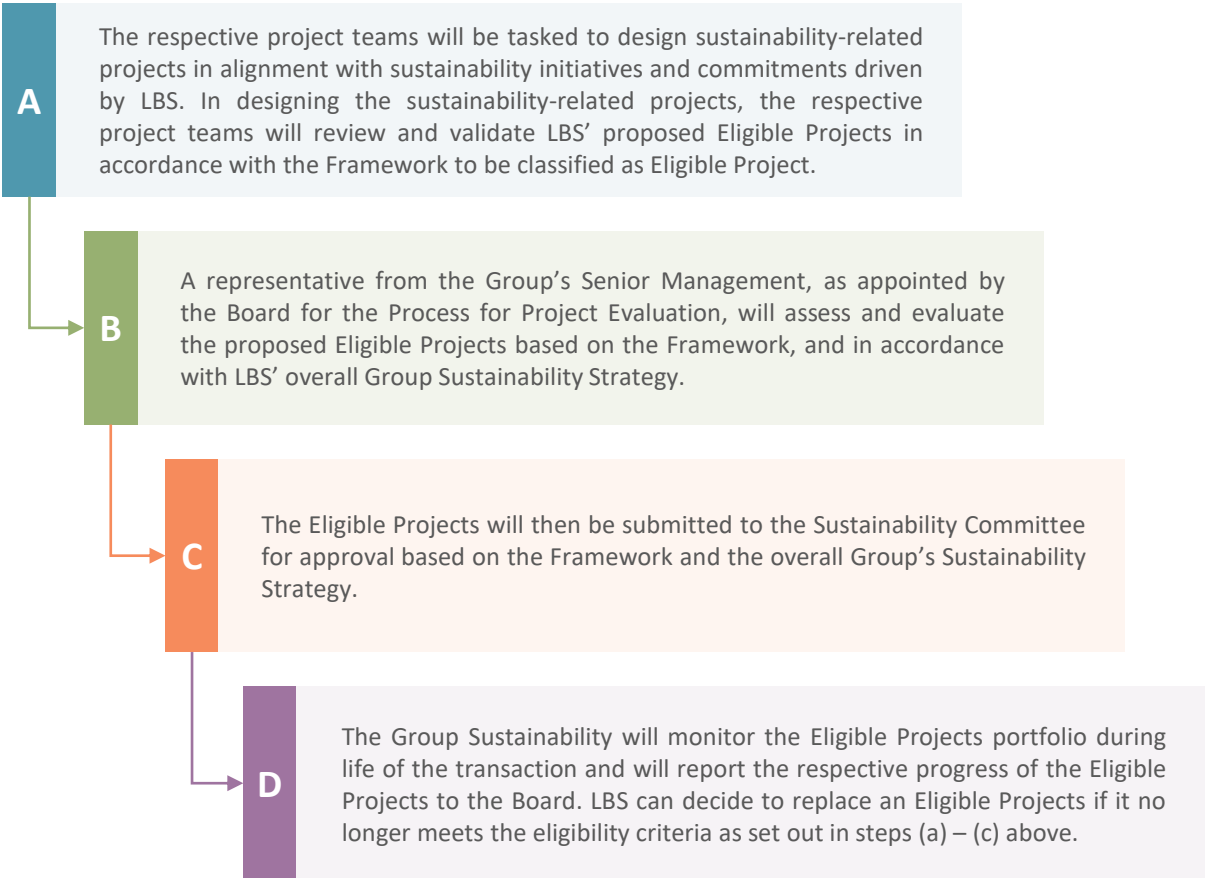 A
The respective project teams will be tasked to design sustainability-related
projects in alignment with sustainability initiatives and commitments driven
by LBS. In designing the sustainability-related projects, the respective
project teams will review and validate LBS’ proposed Eligible Projects in
accordance with the Framework to be classified as Eligible Project.
B
A representative from the Group’s Senior Management, as appointed by
the Board for the Process for Project Evaluation, will assess and evaluate
the proposed Eligible Projects based on the Framework, and in accordance
with LBS’ overall Group Sustainability Strategy.
C
The Eligible Projects will then be submitted to the Sustainability Committee
for approval based on the Framework and the overall Group’s Sustainability
Strategy.
D
The Group Sustainability will monitor the Eligible Projects portfolio during
life of the transaction and will report the respective progress of the Eligible
Projects to the Board. LBS can decide to replace an Eligible Projects if it no
longer meets the eligibility criteria as set out in steps (a) – (c) above.